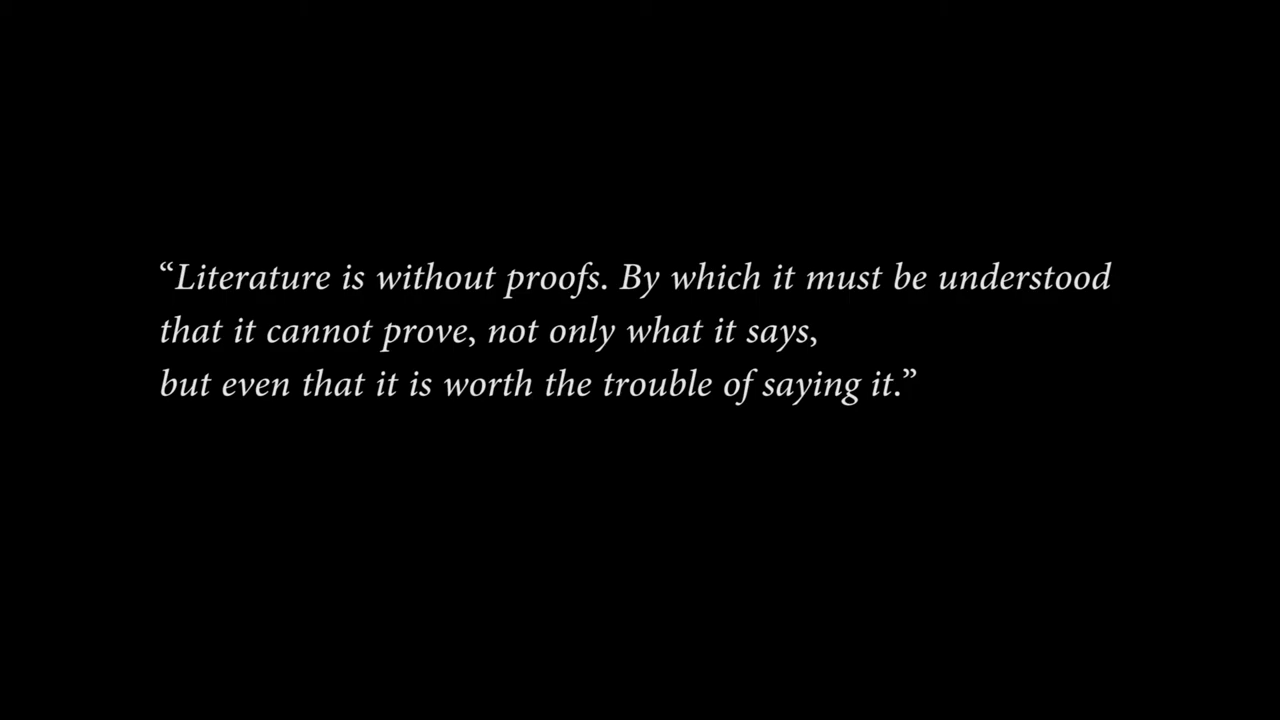 “Literature is without proofs. By which it must be understood
that it cannot prove, not only what it says,
but even that it is worth the trouble of saying it.”